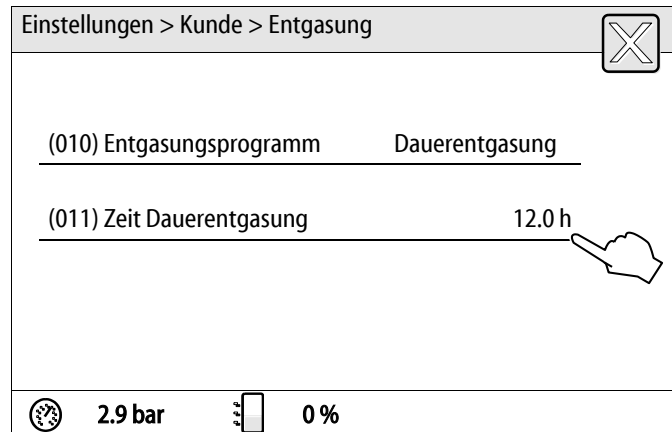 Einstellungen > Kunde > Entgasung
(010) Entgasungsprogramm Dauerentgasung
(011) Zeit Dauerentgasung 12.0 h
2.9 bar 0 %